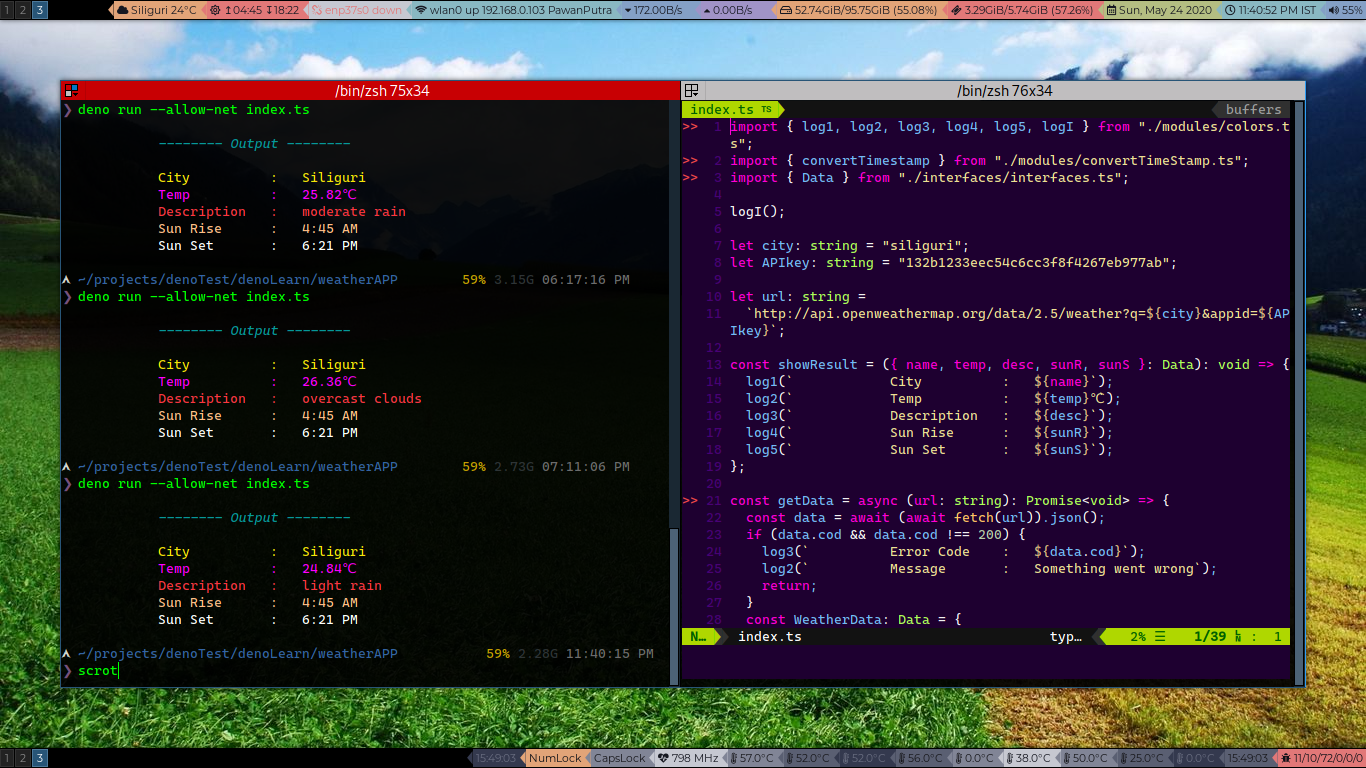 1 2 3 Siliguri 24°C ↥04:45 ↧18:22 enp37s0 down wlan0 up 192.168.0.103 PawanPutra 172.00B/s 0.00B/s 52.74GiB/95.75GiB (55.08%) 3.29GiB/5.74GiB (57.26%) Sun, May 24 2020 11:40:52 PM IST 55%
/bin/zsh 75x34
❯ deno run --allow-net index.ts
-------- Output --------
City : Siliguri
Temp : 25.82℃
Description : moderate rain
Sun Rise : 4:45 AM
Sun Set : 6:21 PM
~/projects/denoTest/denoLearn/weatherAPP 59% 3.15G 06:17:16 PM
❯ deno run --allow-net index.ts
-------- Output --------
City : Siliguri
Temp : 26.36℃
Description : overcast clouds
Sun Rise : 4:45 AM
Sun Set : 6:21 PM
~/projects/denoTest/denoLearn/weatherAPP 59% 2.73G 07:11:06 PM
❯ deno run --allow-net index.ts
-------- Output --------
City : Siliguri
Temp : 24.84℃
Description : light rain
Sun Rise : 4:45 AM
Sun Set : 6:21 PM
~/projects/denoTest/denoLearn/weatherAPP 59% 2.28G 11:40:15 PM
❯ scrot
/bin/zsh 76x34
index.ts TS buffers
>> 1 import { log1, log2, log3, log4, log5, logI } from "./modules/colors.t
s";
>> 2 import { convertTimestamp } from "./modules/convertTimeStamp.ts";
>> 3 import { Data } from "./interfaces/interfaces.ts";
4
5 logI();
6
7 let city: string = "siliguri";
8 let APIkey: string = "132b1233eec54c6cc3f8f4267eb977ab";
9
10 let url: string =
11 `http://api.openweathermap.org/data/2.5/weather?q=${city}&appid=${AP
Ikey}`;
12
13 const showResult = ({ name, temp, desc, sunR, sunS }: Data): void => {
14 log1(` City : ${name}`);
15 log2(` Temp : ${temp}℃);
16 log3(` Description : ${desc}`);
17 log4(` Sun Rise : ${sunR}`);
18 log5(` Sun Set : ${sunS}`);
19 };
20
>> 21 const getData = async (url: string): Promise<void> => {
22 const data = await (await fetch(url)).json();
23 if (data.cod && data.cod !== 200) {
24 log3(` Error Code : ${data.cod}`);
25 log2(` Message : Something went wrong`);
26 return;
27 }
28 const WeatherData: Data = {
N… index.ts typ… 2% ☰ 1/39 ㏑ : 1
1 2 3 15:49:03 NumLock CapsLock 798 MHz 57.0°C 52.0°C 52.0°C 56.0°C 0.0°C 38.0°C 50.0°C 25.0°C 0.0°C 15:49:03 11/10/72/0/0/0